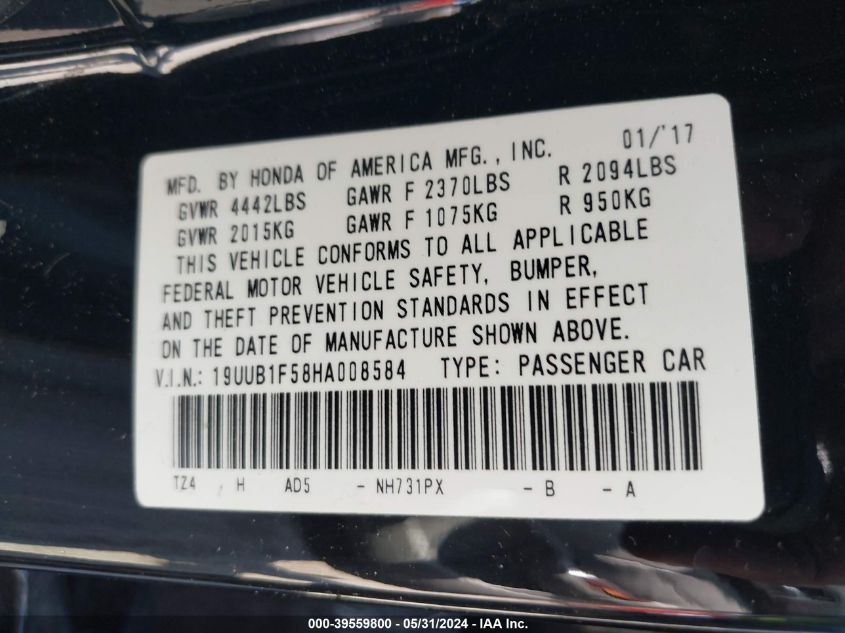 MFD. BY HONDA OF AMERICA MFG., INC. 01/'17
GVWR 4442LBS GAWR F 2370LBS R 2094LBS
GVWR 2015KG GAWR F 1075KG R 950KG
THIS VEHICLE CONFORMS TO ALL APPLICABLE
FEDERAL MOTOR VEHICLE SAFETY, BUMPER,
AND THEFT PREVENTION STANDARDS IN EFFECT
ON THE DATE OF MANUFACTURE SHOWN ABOVE.
V.I.N.: 19UUB1F58HA008584 TYPE: PASSENGER CAR
TZ4 , H AD5 - NH731PX - B - A
000-39559800 - 05/31/2024 - IAA Inc.